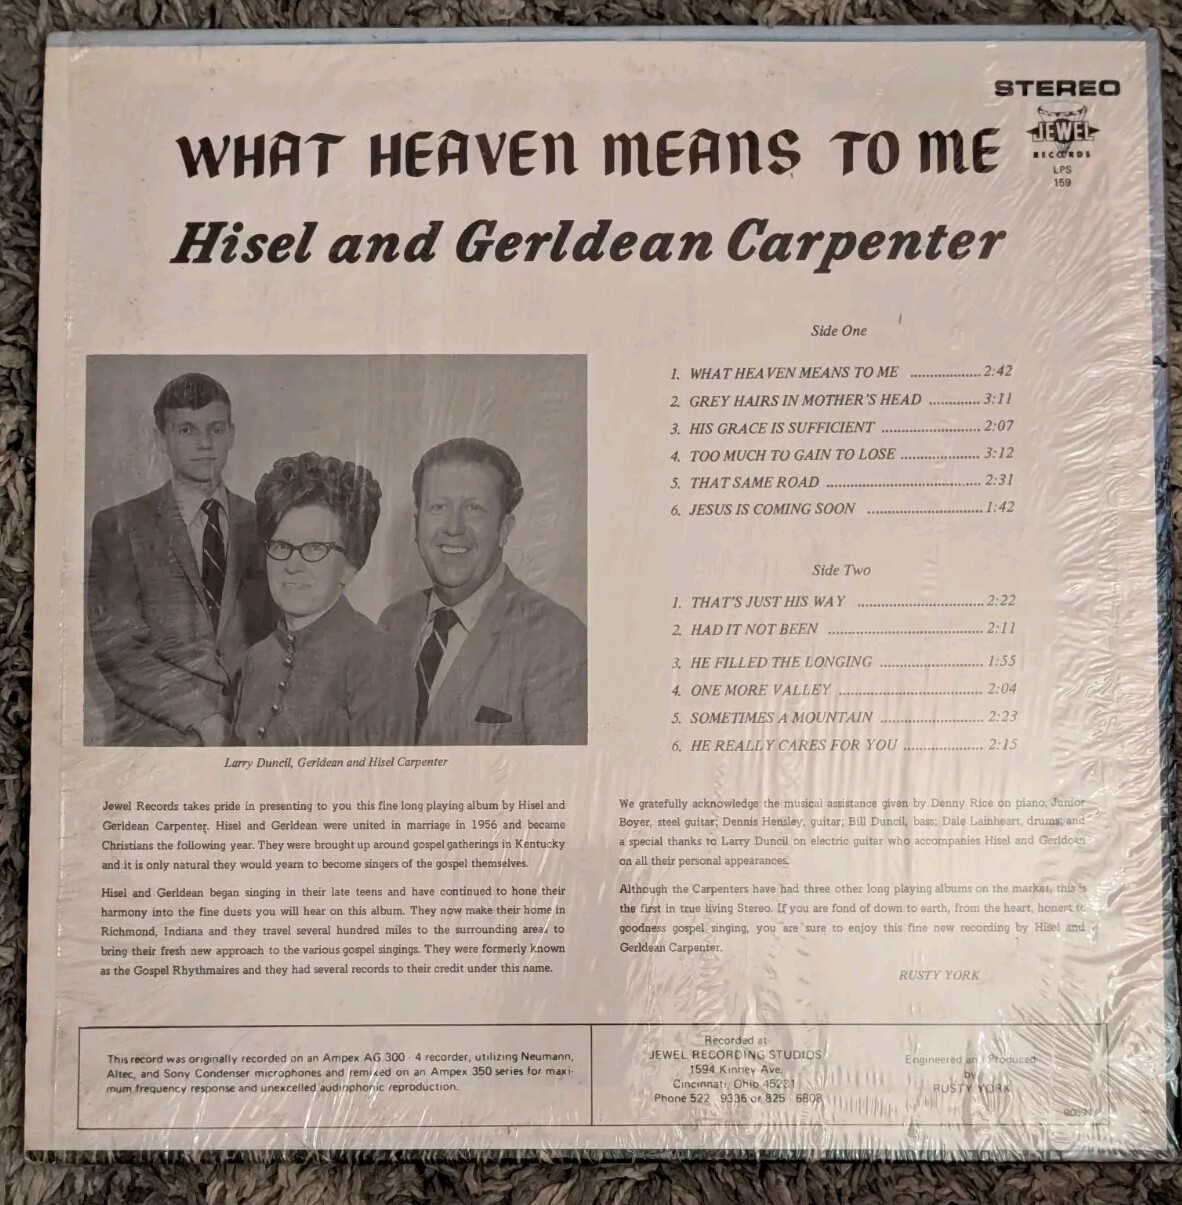 STEREO
WHAT HEAVEN MEANS TO ME
JEWEL
RECORDS
LPS
159
Hisel and Gerldean Carpenter
Side One
1. WHAT HEAVEN MEANS TO ME ................... 2:42
2. GREY HAIRS IN MOTHER'S HEAD ............. 3:11
3. HIS GRACE IS SUFFICIENT ......................... 2:07
4. TOO MUCH TO GAIN TO LOSE .................... 3:12
5. THAT SAME ROAD ....................................... 2:31
6. JESUS IS COMING SOON ............................. 1:42
Side Two
1. THAT'S JUST HIS WAY ................................ 2:22
2. HAD IT NOT BEEN ....................................... 2:11
3. HE FILLED THE LONGING .......................... 1:55
4. ONE MORE VALLEY .................................... 2:04
5. SOMETIMES A MOUNTAIN .......................... 2:23
6. HE REALLY CARES FOR YOU .................... 2:15
Larry Duncil, Gerldean and Hisel Carpenter
Jewel Records takes pride in presenting to you this fine long playing album by Hisel and
Gerldean Carpenter. Hisel and Gerldean were united in marriage in 1956 and became
Christians the following year. They were brought up around gospel gatherings in Kentucky
and it is only natural they would yearn to become singers of the gospel themselves.
Hisel and Gerldean began singing in their late teens and have continued to hone their
harmony into the fine duets you will hear on this album. They now make their home in
Richmond, Indiana and they travel several hundred miles to the surrounding areas to
bring their fresh new approach to the various gospel singings. They were formerly known
as the Gospel Rhythmaires and they had several records to their credit under this name.
We gratefully acknowledge the musical assistance given by Denny Rice on piano, Junior
Boyer, steel guitar; Dennis Hensley, guitar; Bill Duncil, bass; Dale Lainheart, drums; and
a special thanks to Larry Duncil on electric guitar who accompanies Hisel and Gerldean
on all their personal appearances.
Although the Carpenters have had three other long playing albums on the market, this is
the first in true living Stereo. If you are fond of down to earth, from the heart, honest to
goodness gospel singing, you are sure to enjoy this fine new recording by Hisel and
Gerldean Carpenter.
RUSTY YORK
This record was originally recorded on an Ampex AG 300 - 4 recorder, utilizing Neumann,
Altec, and Sony Condenser microphones and remixed on an Ampex 350 series for maxi-
mum frequency response and unexcelled audiophonic reproduction.
Recorded at
JEWEL RECORDING STUDIOS
1594 Kinney Ave.
Cincinnati, Ohio 45231
Phone 522 9336 or 825 6808
Engineered and Produced
by
RUSTY YORK